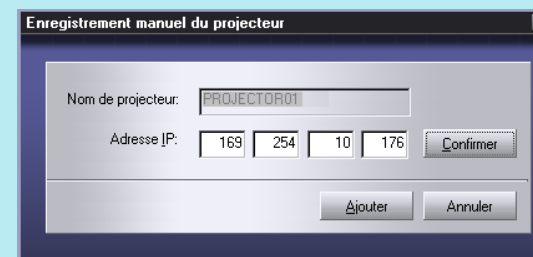 Enregistrement manuel du projecteur
Nom de projecteur: PROJECTOR01
Adresse IP: 169 254 10 176 Confirmer
Ajouter Annuler